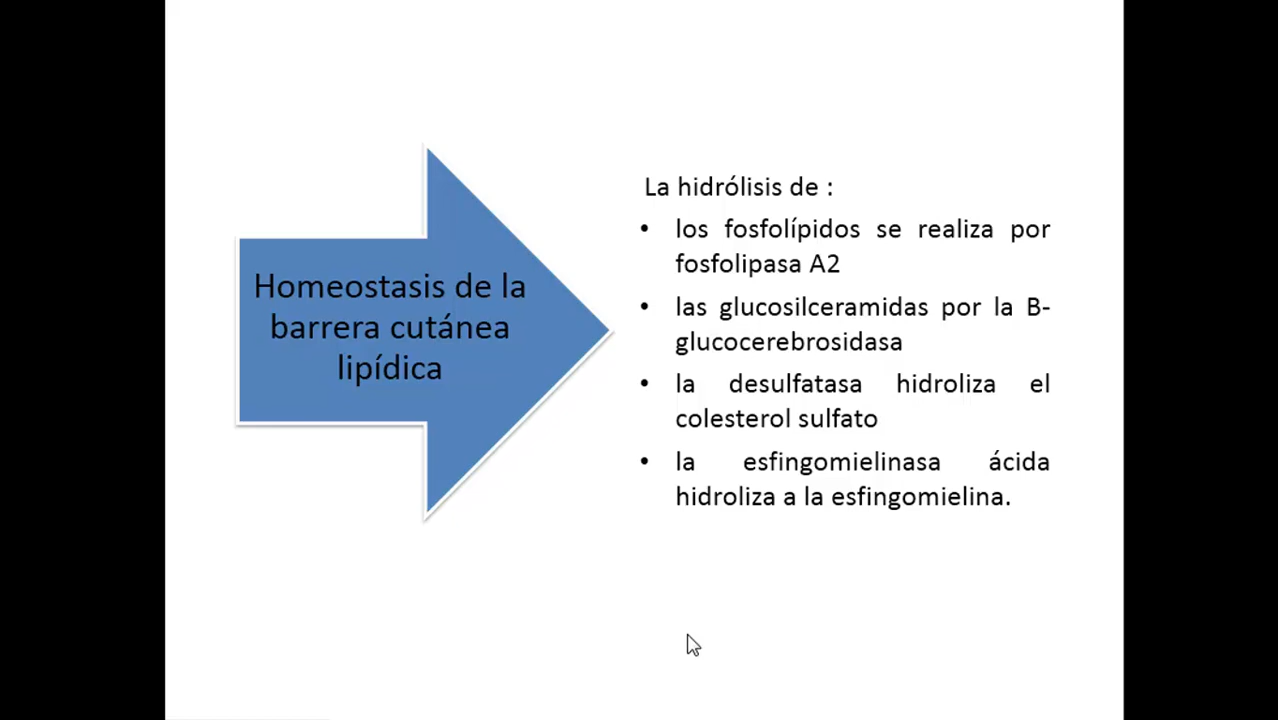 Homeostasis de la
barrera cutánea
lipídica
La hidrólisis de :
• los fosfolípidos se realiza por
fosfolipasa A2
• las glucosilceramidas por la B-
glucocerebrosidasa
• la desulfatasa hidroliza el
colesterol sulfato
• la esfingomielinasa ácida
hidroliza a la esfingomielina.